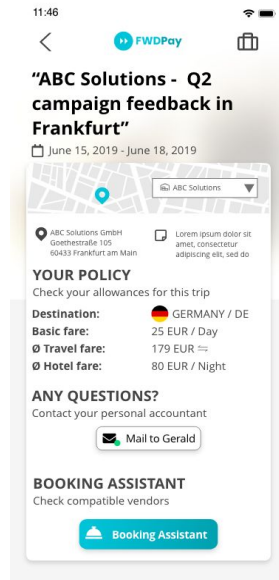 11:46
FWDPay
“ABC Solutions - Q2
campaign feedback in
Frankfurt”
June 15, 2019 - June 18, 2019
ABC Solutions
ABC Solutions GmbH
Goethestraße 105
60433 Frankfurt am Main
Lorem ipsum dolor sit
amet, consectetur
adipiscing elit, sed do
YOUR POLICY
Check your allowances for this trip
Destination: GERMANY / DE
Basic fare: 25 EUR / Day
Ø Travel fare: 179 EUR
Ø Hotel fare: 80 EUR / Night
ANY QUESTIONS?
Contact your personal accountant
Mail to Gerald
BOOKING ASSISTANT
Check compatible vendors
Booking Assistant